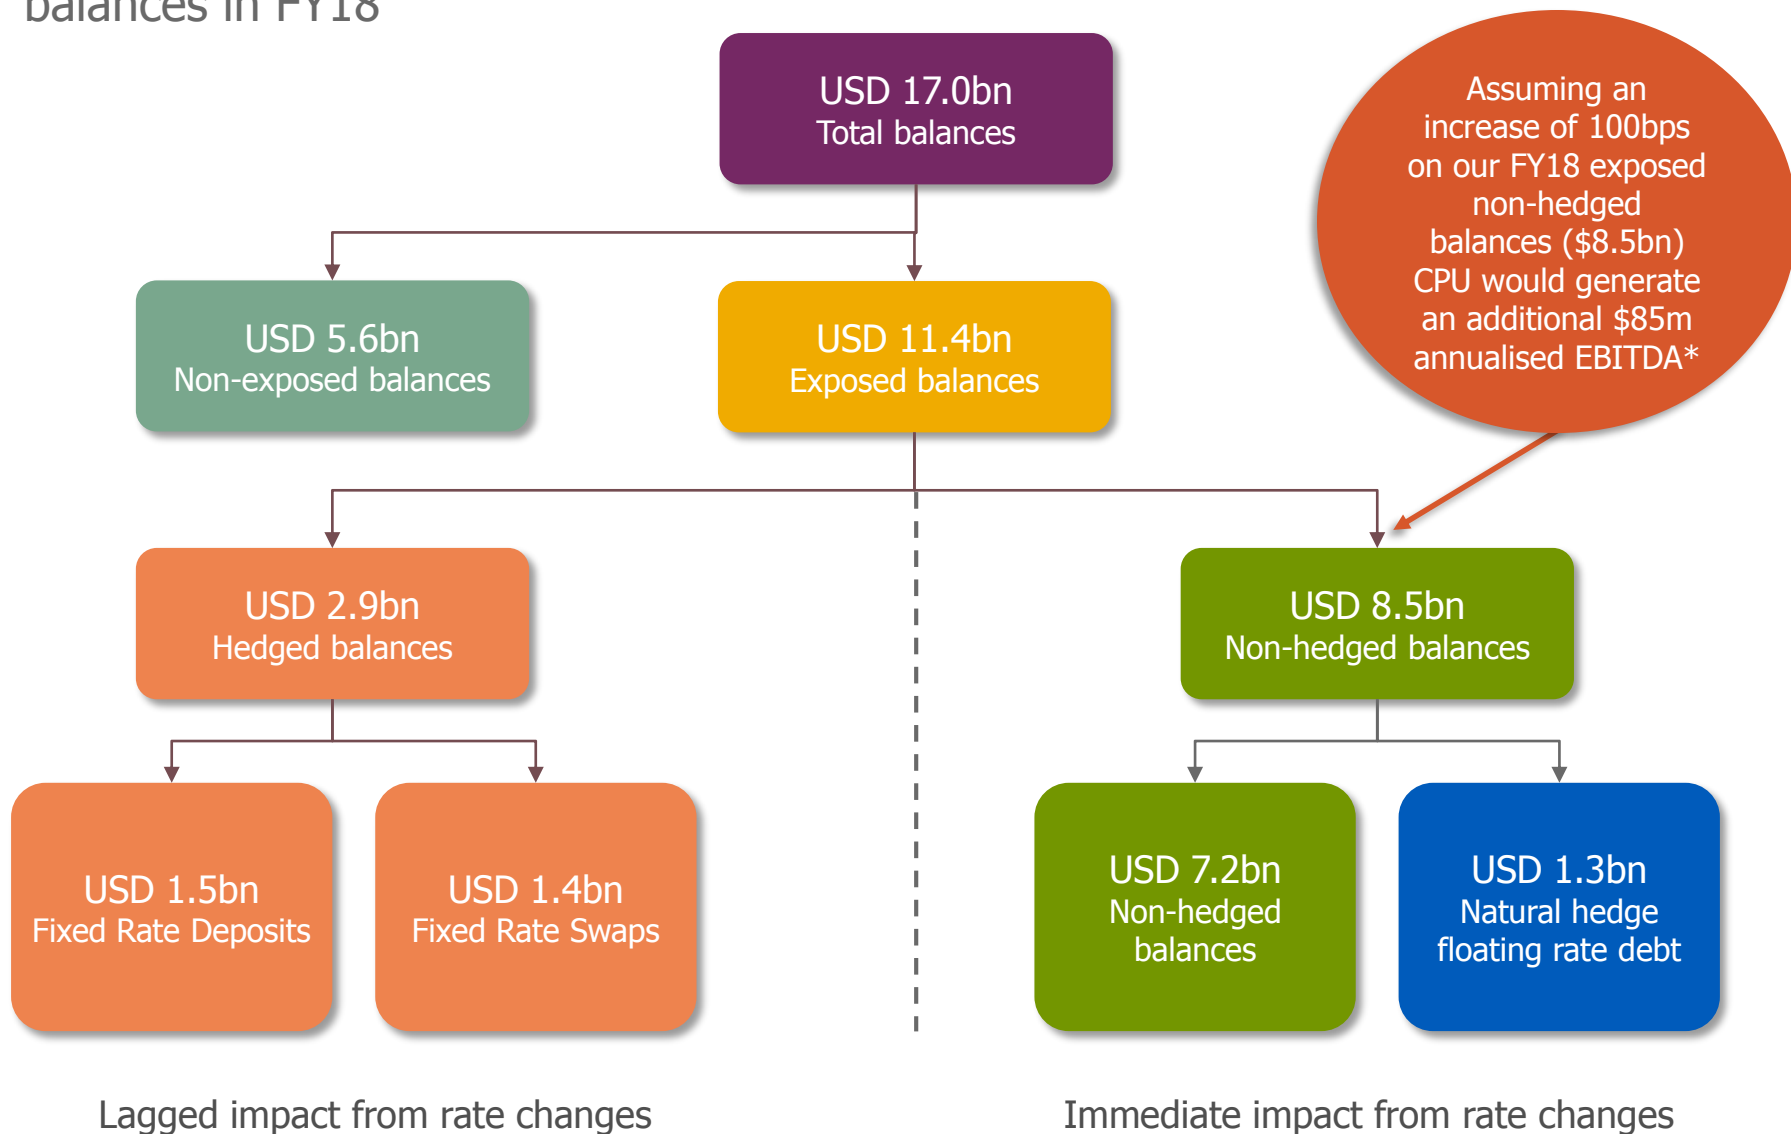 balances in FY18
USD 17.0bn
Total balances
Assuming an
increase of 100bps
on our FY18 exposed
non-hedged
balances ($8.5bn)
CPU would generate
an additional $85m
annualised EBITDA*
USD 5.6bn
Non-exposed balances
USD 11.4bn
Exposed balances
USD 2.9bn
Hedged balances
USD 8.5bn
Non-hedged balances
USD 1.5bn
Fixed Rate Deposits
USD 1.4bn
Fixed Rate Swaps
USD 7.2bn
Non-hedged
balances
USD 1.3bn
Natural hedge
floating rate debt
Lagged impact from rate changes
Immediate impact from rate changes